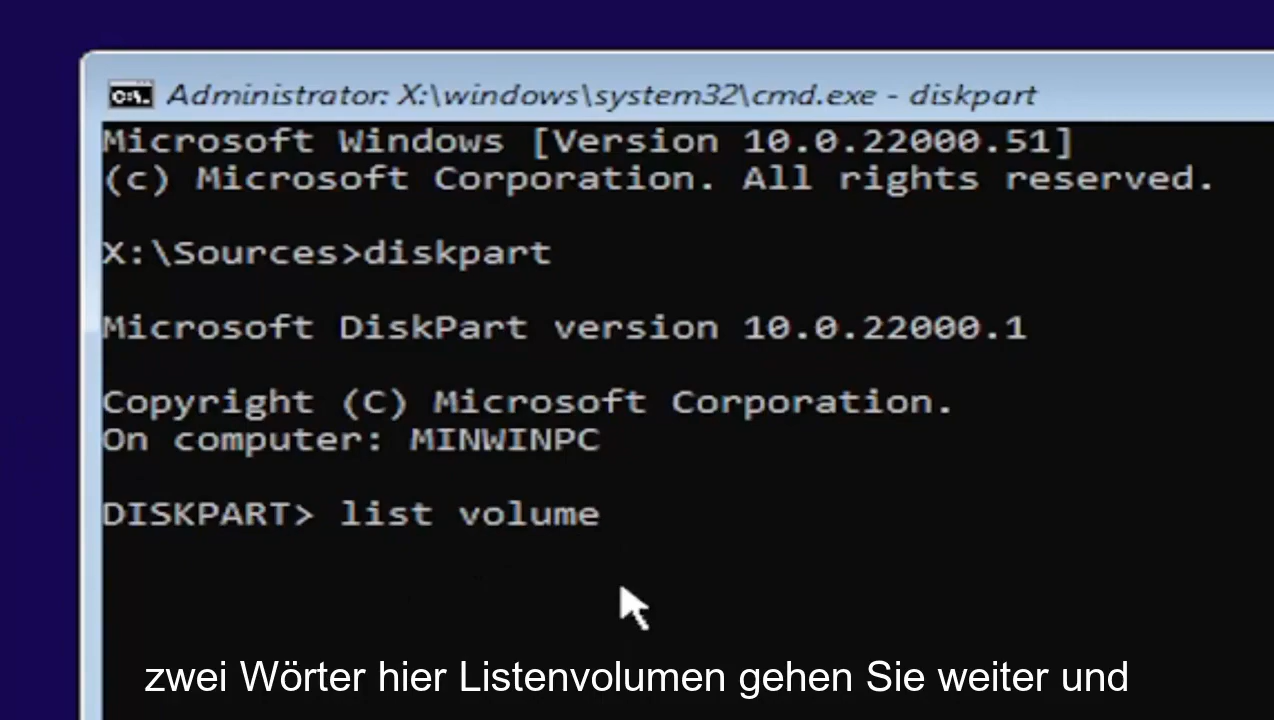 Administrator: X:\windows\system32\cmd.exe - diskpart
Microsoft Windows [Version 10.0.22000.51]
(c) Microsoft Corporation. All rights reserved.
X:\Sources>diskpart
Microsoft DiskPart version 10.0.22000.1
Copyright (C) Microsoft Corporation.
On computer: MINWINPC
DISKPART> list volume
zwei Wörter hier Listenvolumen gehen Sie weiter und